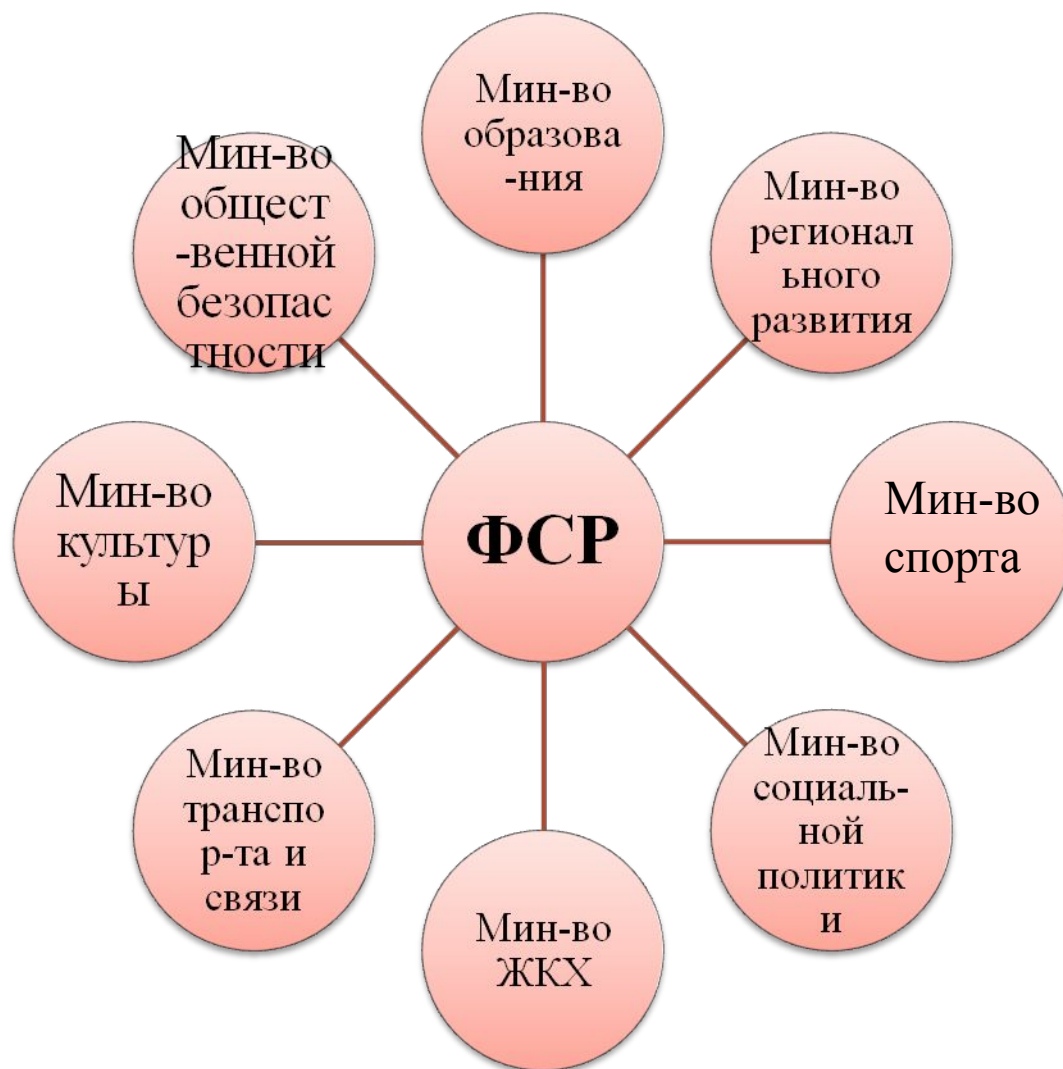 Мин-во
образова
-ния
Мин-во
регионал
ьного
развития
Мин-во
спорта
Мин-во
социаль-
ной
политик
и
Мин-во
ЖКХ
Мин-во
транспо
р-та и
связи
Мин-во
культур
ы
Мин-во
общест
-венной
безопас
тности
ФСР